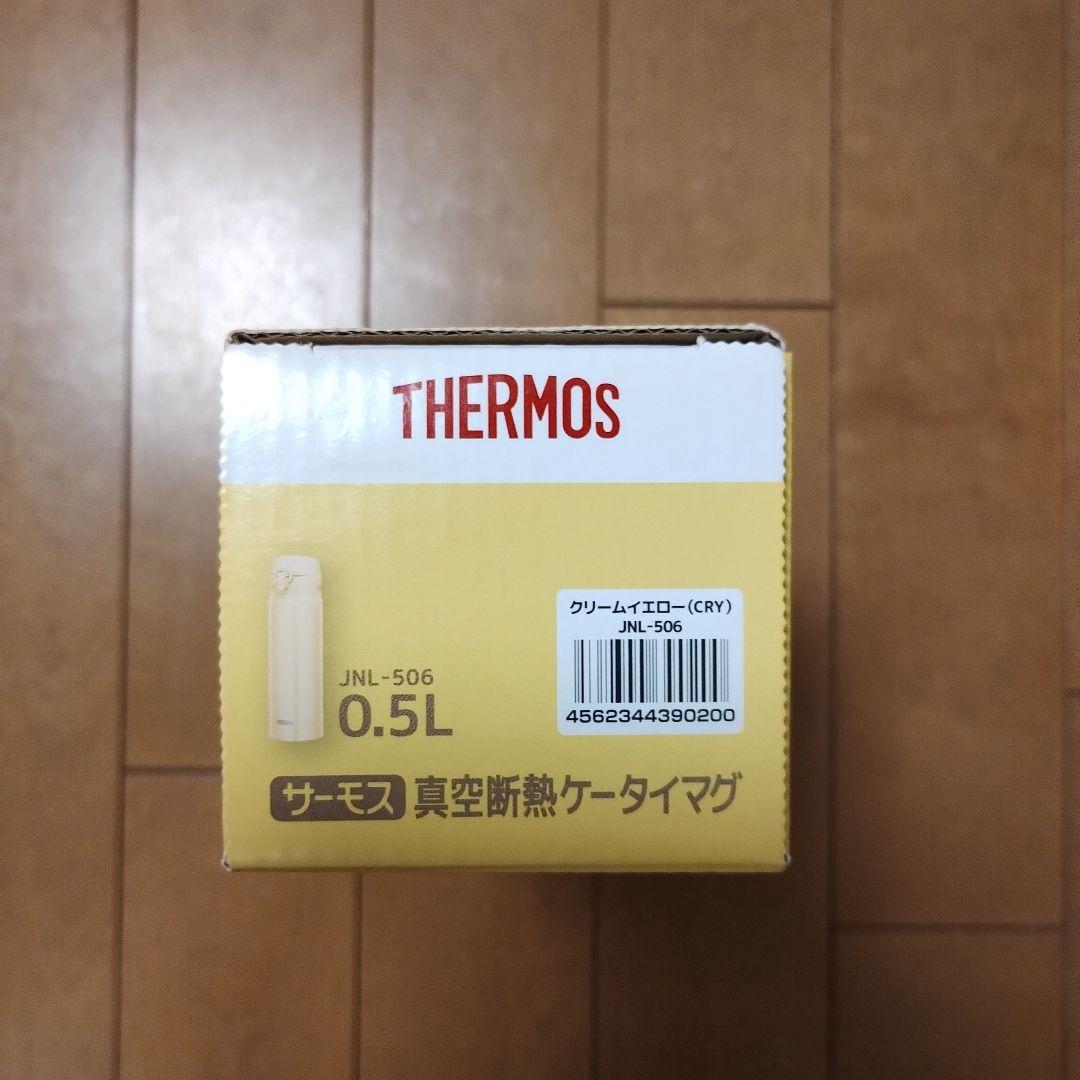 THERMOS
クリームイエロー(CRY)
JNL-506
4562344390200
JNL-506
0.5L
サーモス 真空断熱ケータイマグ